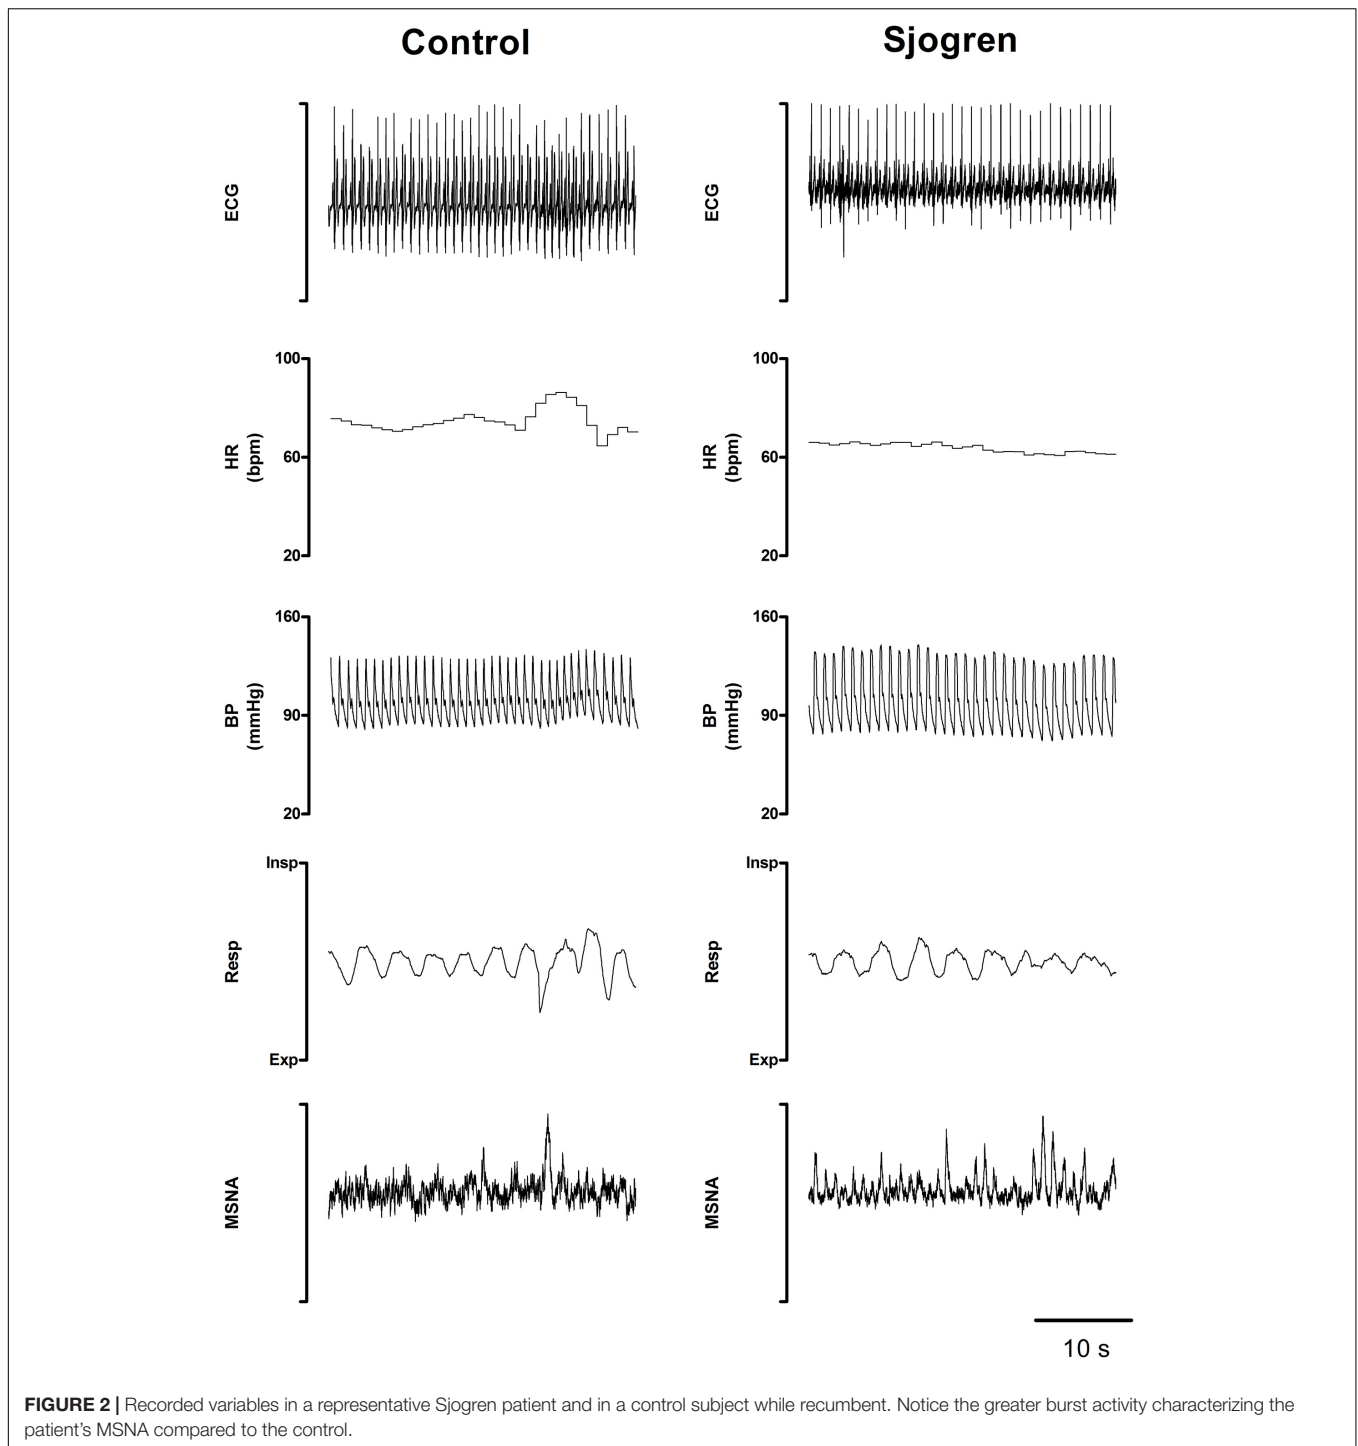 Control
Sjogren
ECG
ECG
100
60
20
HR
(bpm)
100
60
20
HR
(bpm)
160
90
20
BP
(mmHg)
160
90
20
BP
(mmHg)
Insp
Resp
Exp
Insp
Resp
Exp
MSNA
MSNA
10 s
FIGURE 2 | Recorded variables in a representative Sjogren patient and in a control subject while recumbent. Notice the greater burst activity characterizing the
patient's MSNA compared to the control.